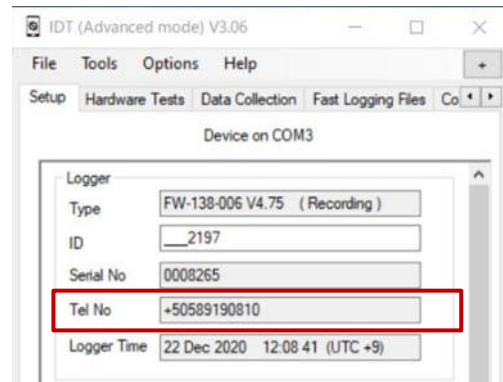 IDT (Advanced mode) V3.06
File Tools Options Help +
Setup Hardware Tests Data Collection Fast Logging Files Co
Device on COM3
Logger
Type FW-138-006 V4.75 ( Recording )
ID ___2197
Serial No 0008265
Tel No +50589190810
Logger Time 22 Dec 2020 12:08 41 (UTC +9)